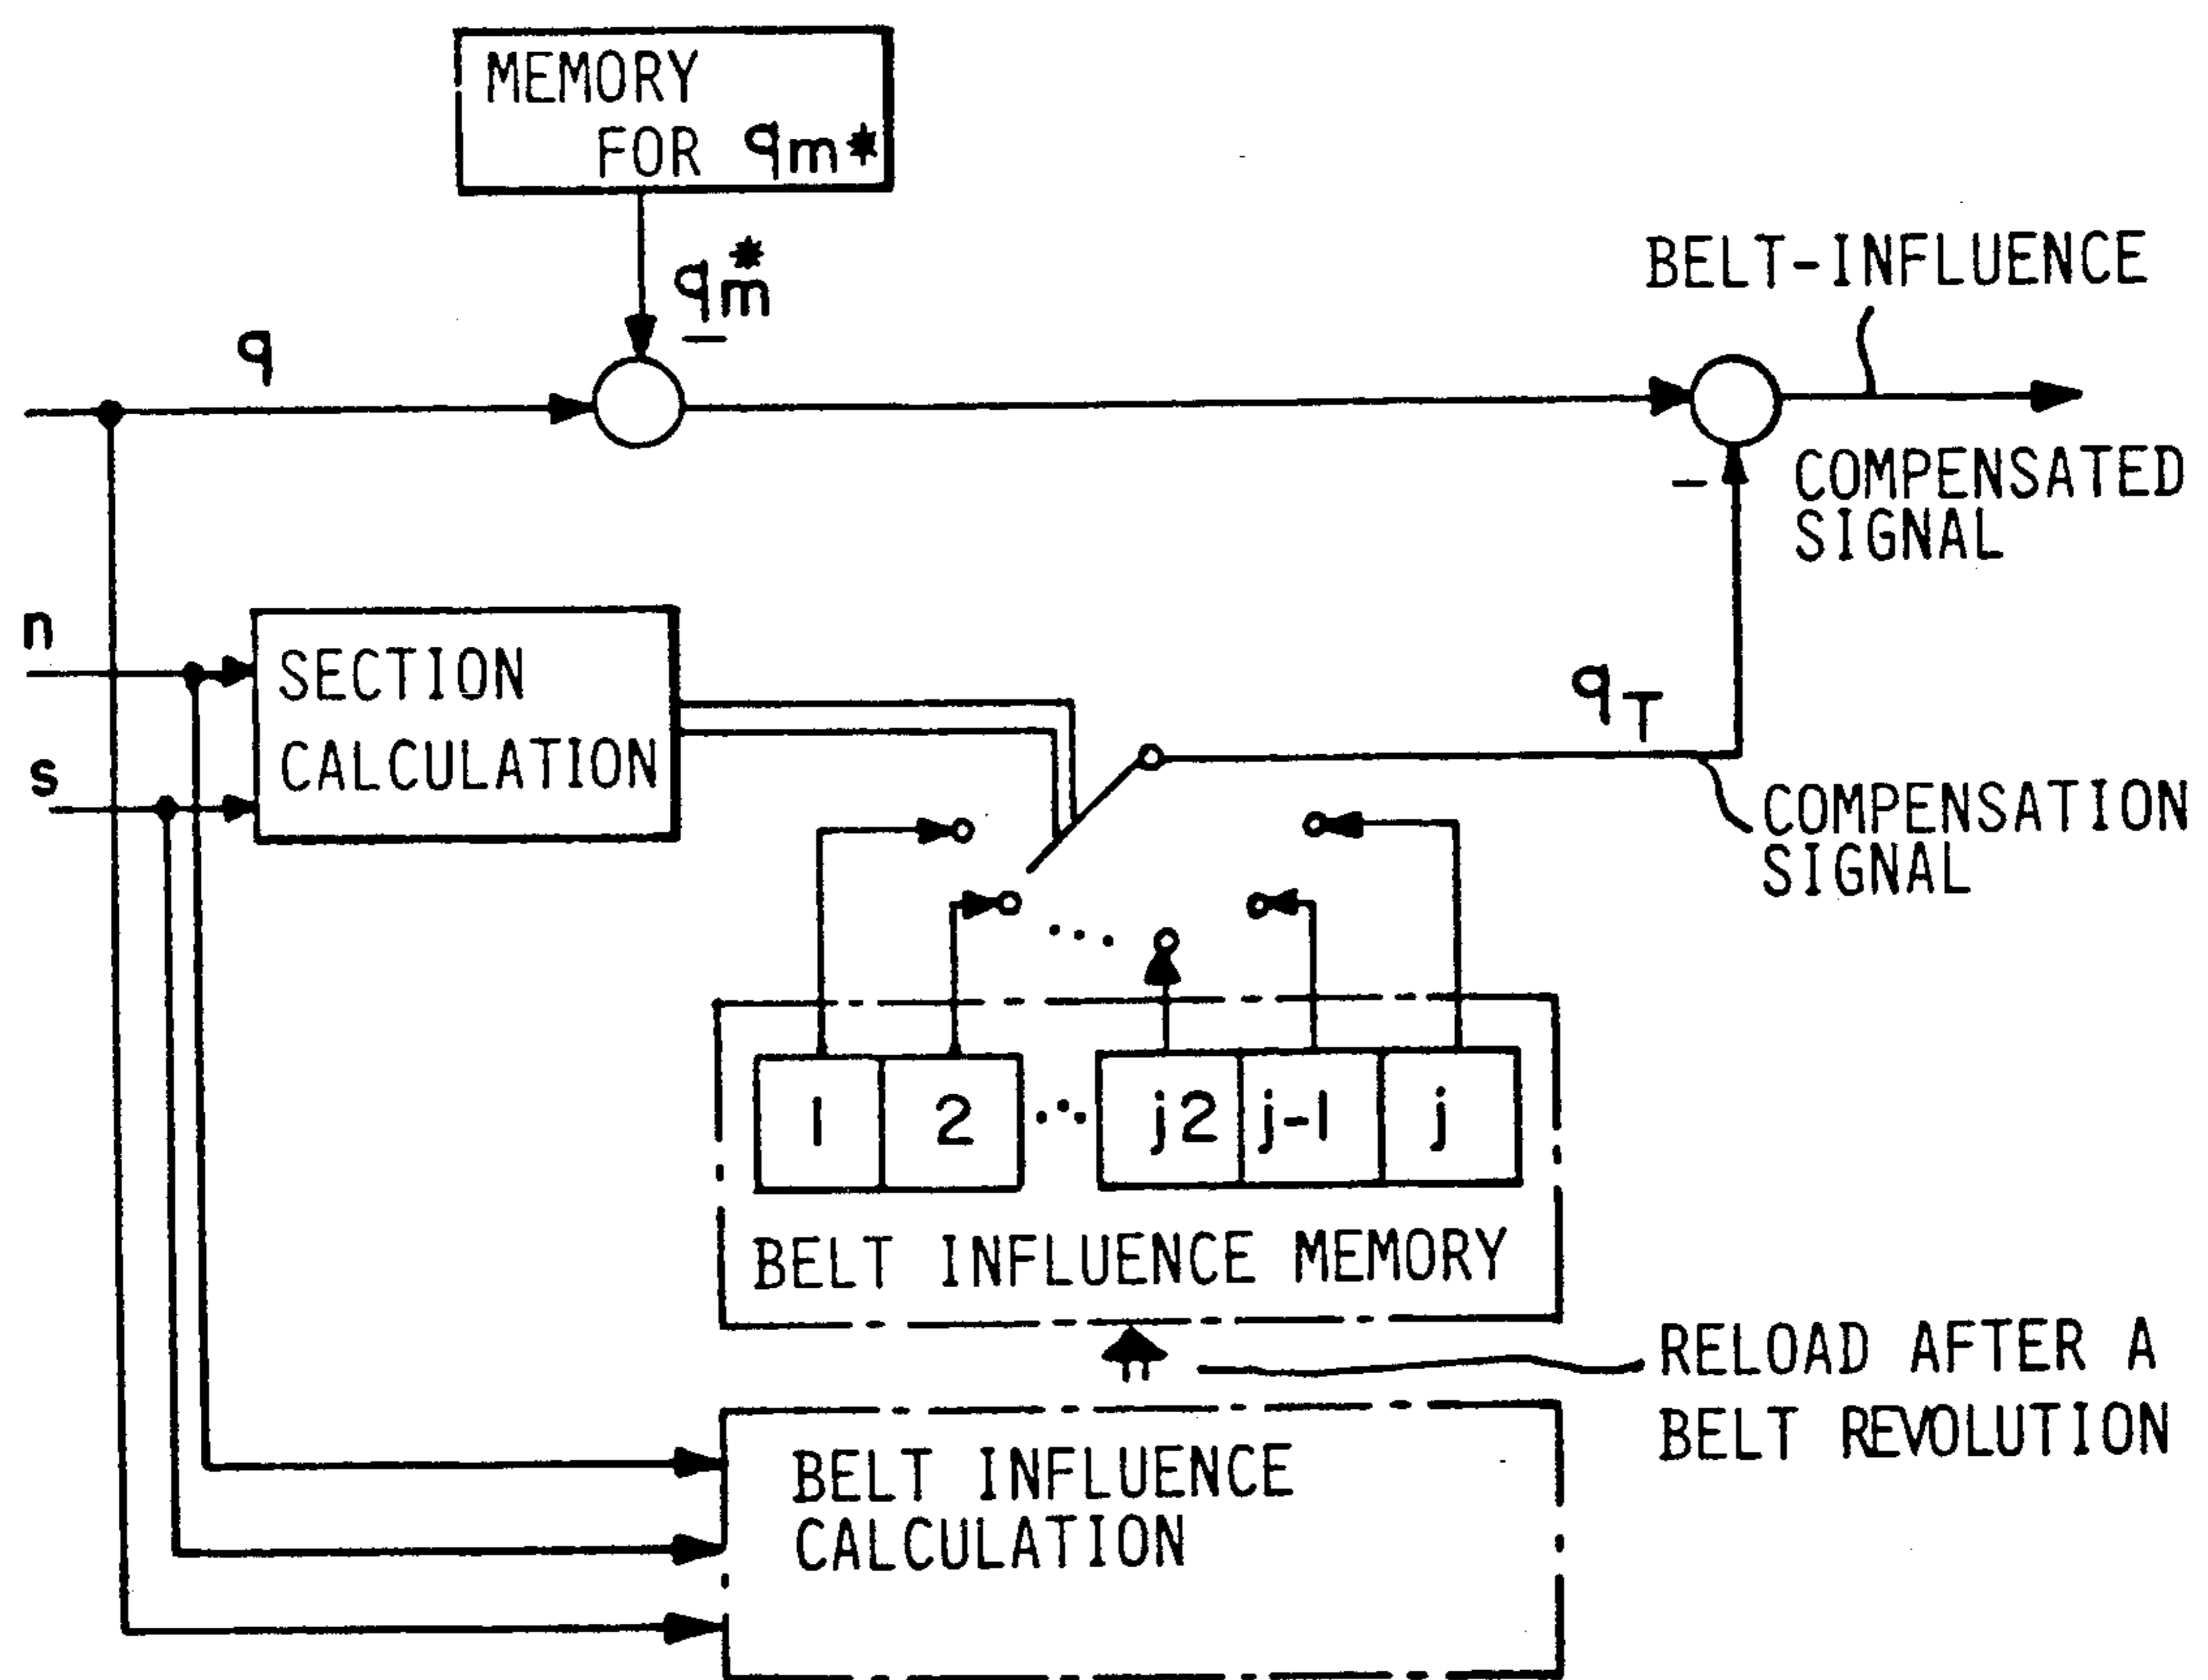 MEMORY
FOR qm*
qm*
–
q
BELT-INFLUENCE
–
COMPENSATED
SIGNAL
n
SECTION
CALCULATION
s
qT
COMPENSATION
SIGNAL
...
1 2 ... j2 j-1 j
BELT INFLUENCE MEMORY
RELOAD AFTER A
BELT REVOLUTION
BELT INFLUENCE
CALCULATION